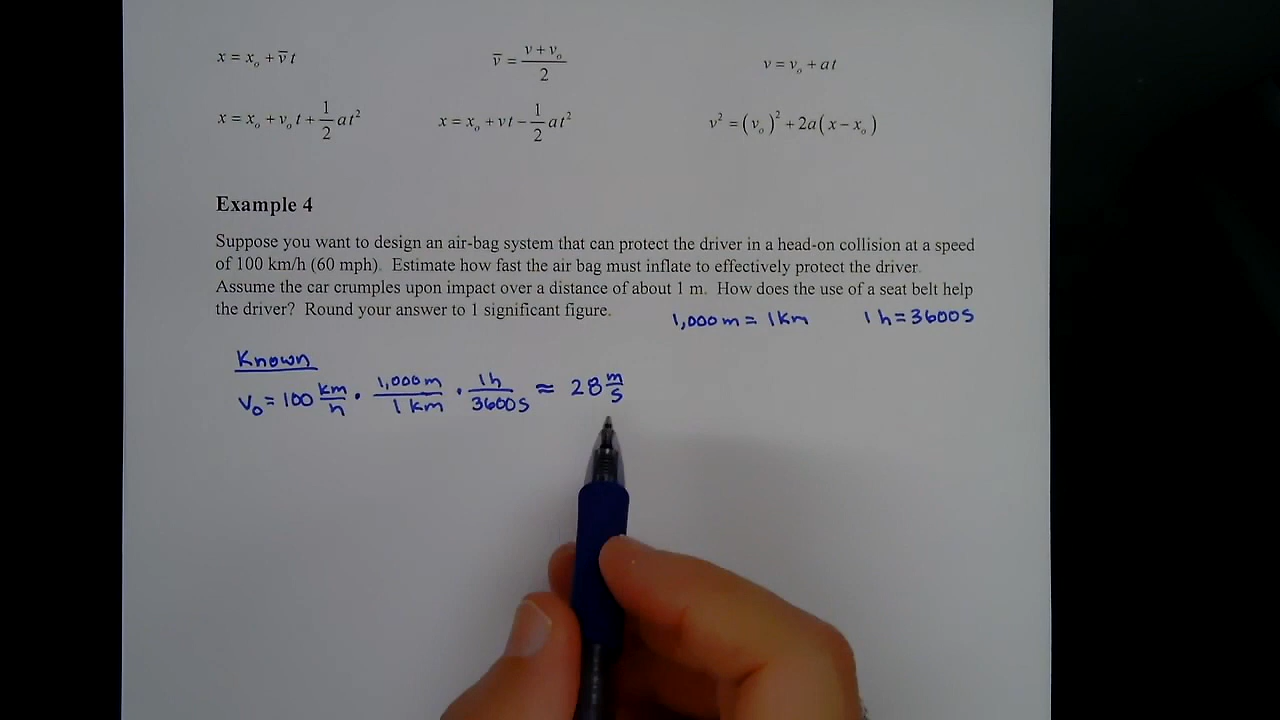 x = x₀ + v̄ t    v̄ = (v + v₀)/2    v = v₀ + at
x = x₀ + v₀ t + 1/2 at²    x = x₀ + vt − 1/2 at²    v² = (v₀)² + 2a(x − x₀)
Example 4
Suppose you want to design an air-bag system that can protect the driver in a head-on collision at a speed
of 100 km/h (60 mph). Estimate how fast the air bag must inflate to effectively protect the driver.
Assume the car crumples upon impact over a distance of about 1 m. How does the use of a seat belt help
the driver? Round your answer to 1 significant figure.
1,000 m = 1 km    1 h = 3600 s
Known
v₀ = 100 km/h · 1,000 m/1 km · 1 h/3600 s ≈ 28 m/s